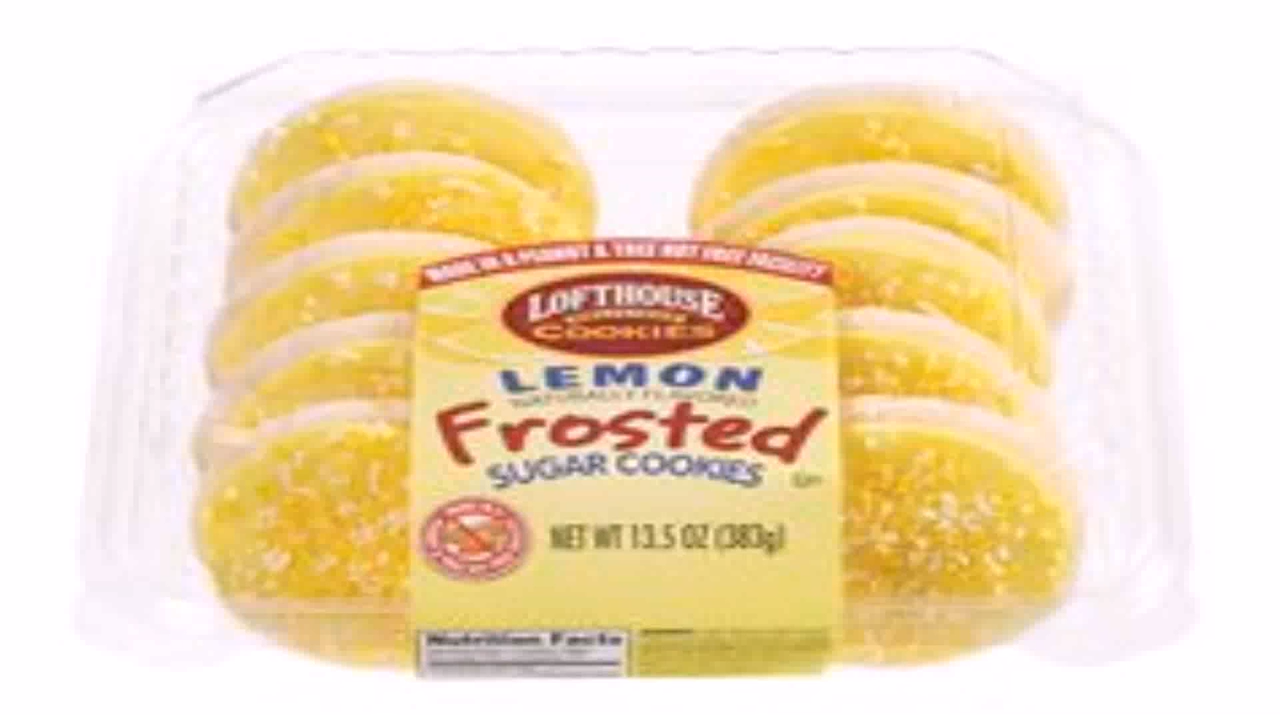 MADE IN A PEANUT & TREE NUT FREE FACILITY
LOFTHOUSE
COOKIES
LEMON
NATURALLY FLAVORED
Frosted
SUGAR COOKIES
NET WT 13.5 OZ (383g)
Nutrition Facts